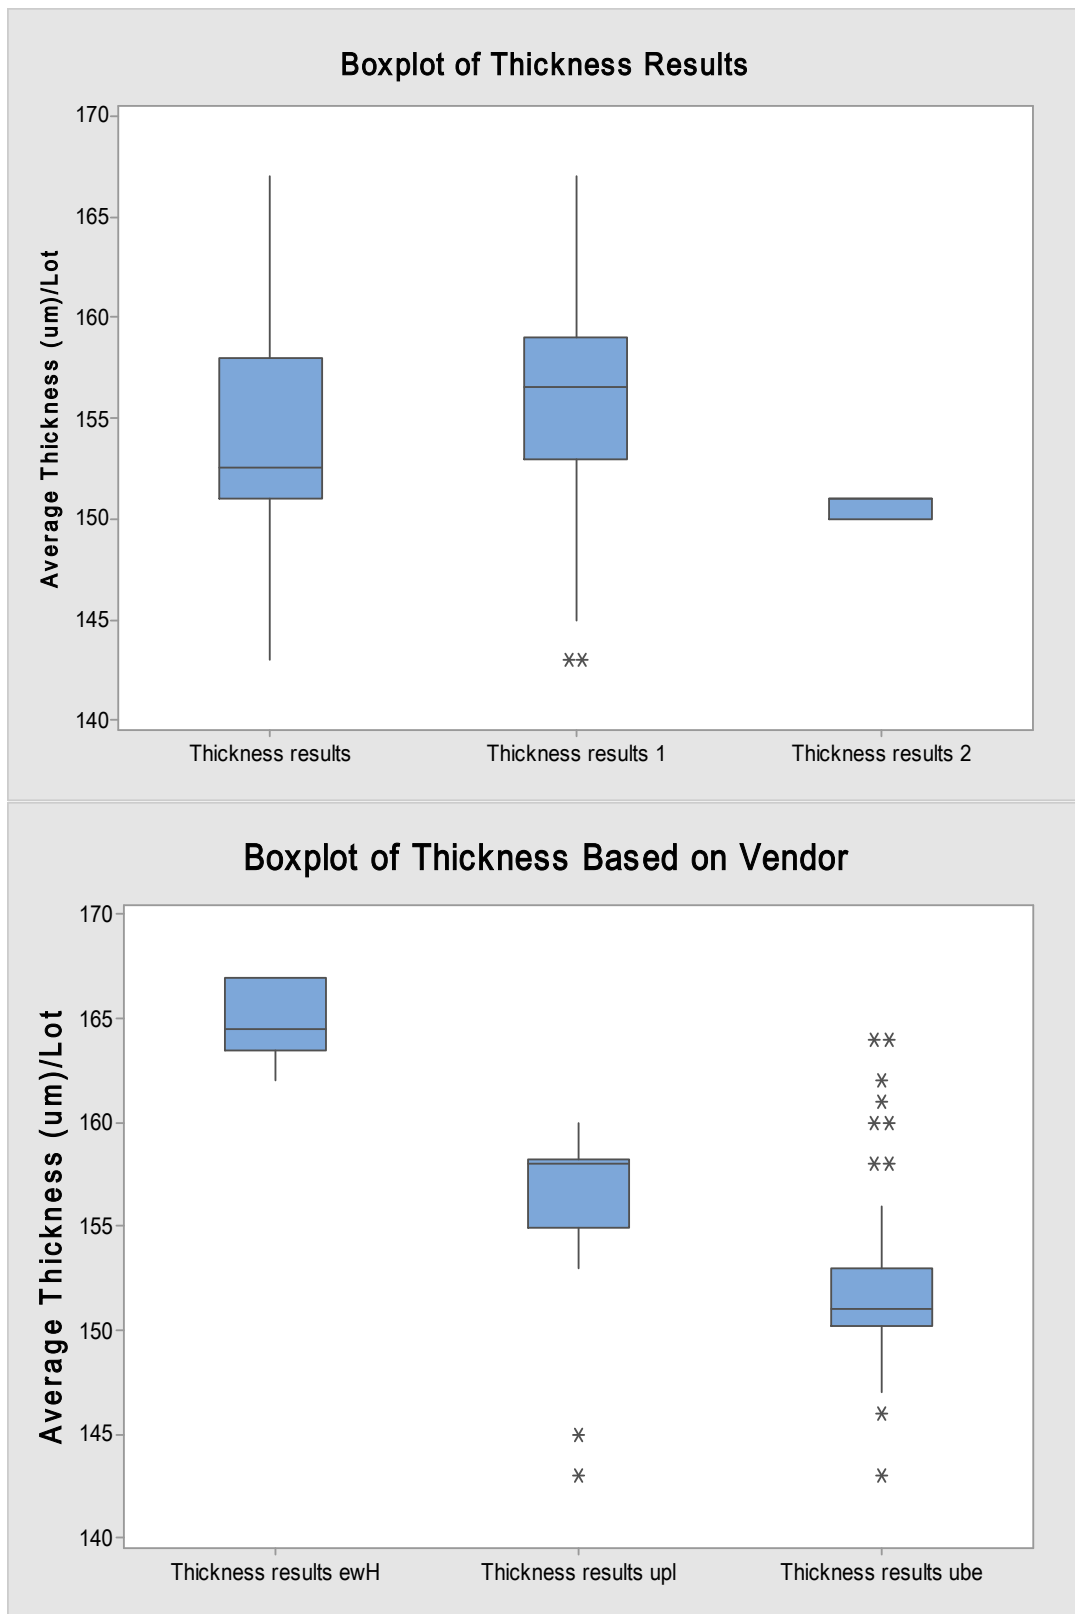 Boxplot of Thickness Results
Average Thickness (um)/Lot
170
165
160
155
150
145
140
Thickness results
Thickness results 1
Thickness results 2
Boxplot of Thickness Based on Vendor
Average Thickness (um)/Lot
170
165
160
155
150
145
140
Thickness results ewH
Thickness results upl
Thickness results ube